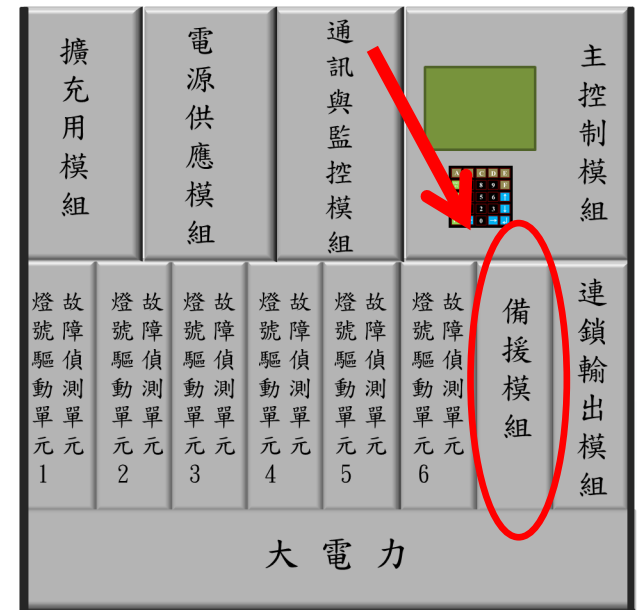 擴充用模組
電源供應模組
通訊與監控模組
主控制模組
故障偵測單元
燈號驅動單元1
故障偵測單元
燈號驅動單元2
故障偵測單元
燈號驅動單元3
故障偵測單元
燈號驅動單元4
故障偵測單元
燈號驅動單元5
故障偵測單元
燈號驅動單元6
備援模組
連鎖輸出模組
大電力